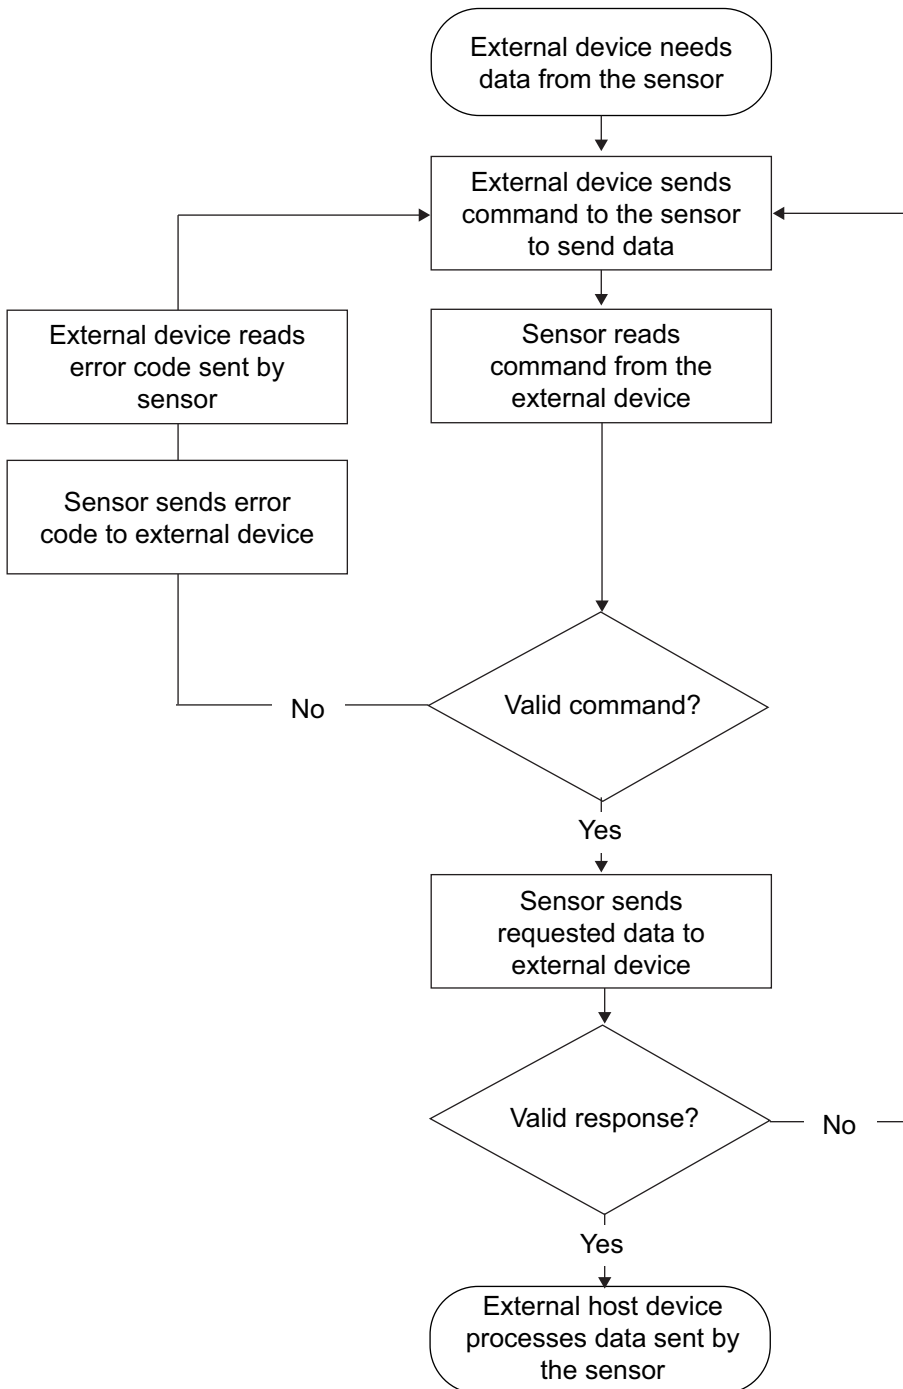 External device needs
data from the sensor
External device sends
command to the sensor
to send data
External device reads
error code sent by
sensor
Sensor reads
command from the
external device
Sensor sends error
code to external device
Valid command?
No
Yes
Sensor sends
requested data to
external device
Valid response?
No
Yes
External host device
processes data sent by
the sensor